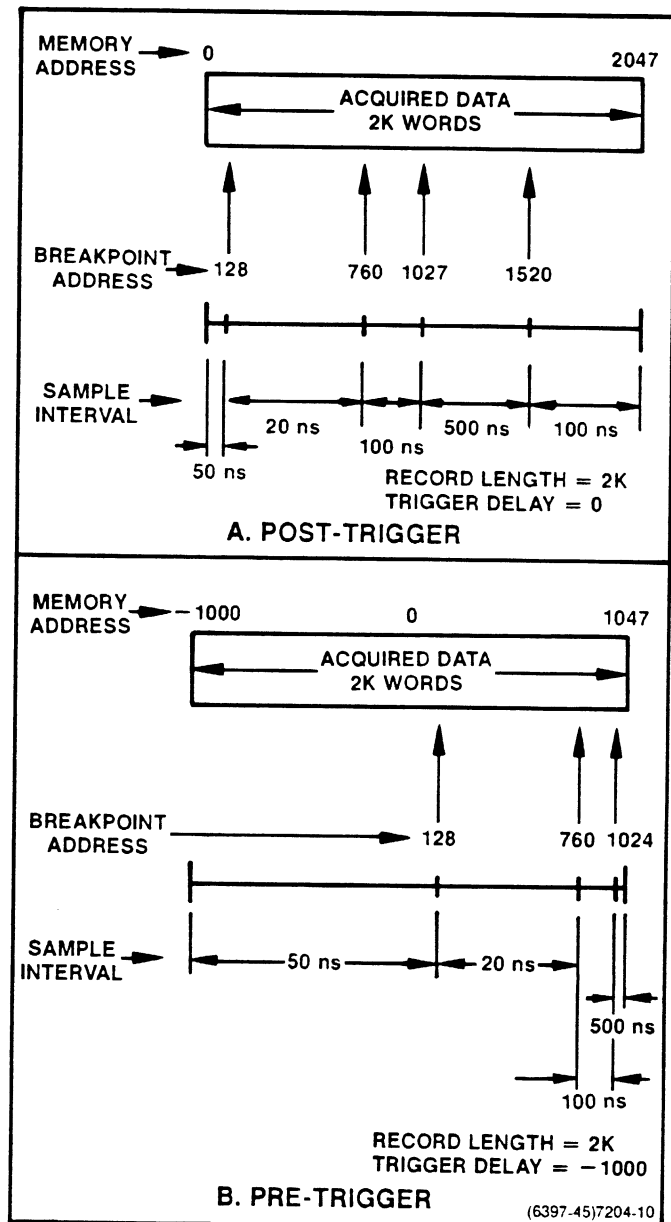 MEMORY
ADDRESS
0
2047
ACQUIRED DATA
2K WORDS
BREAKPOINT
ADDRESS
128
760
1027
1520
SAMPLE
INTERVAL
20 ns
500 ns
100 ns
100 ns
50 ns
RECORD LENGTH = 2K
TRIGGER DELAY = 0
A. POST-TRIGGER
MEMORY
ADDRESS
-1000
0
1047
ACQUIRED DATA
2K WORDS
BREAKPOINT
ADDRESS
128
760
1024
SAMPLE
INTERVAL
50 ns
20 ns
500 ns
100 ns
RECORD LENGTH = 2K
TRIGGER DELAY = -1000
B. PRE-TRIGGER
(6397-45)7204-10